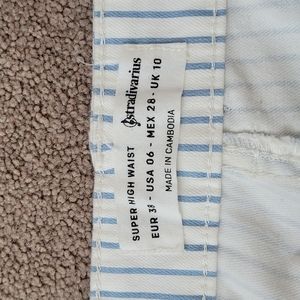 stradivarius
SUPER HIGH WAIST
EUR 38 - USA 06 - MEX 28 - UK 10
MADE IN CAMBODIA